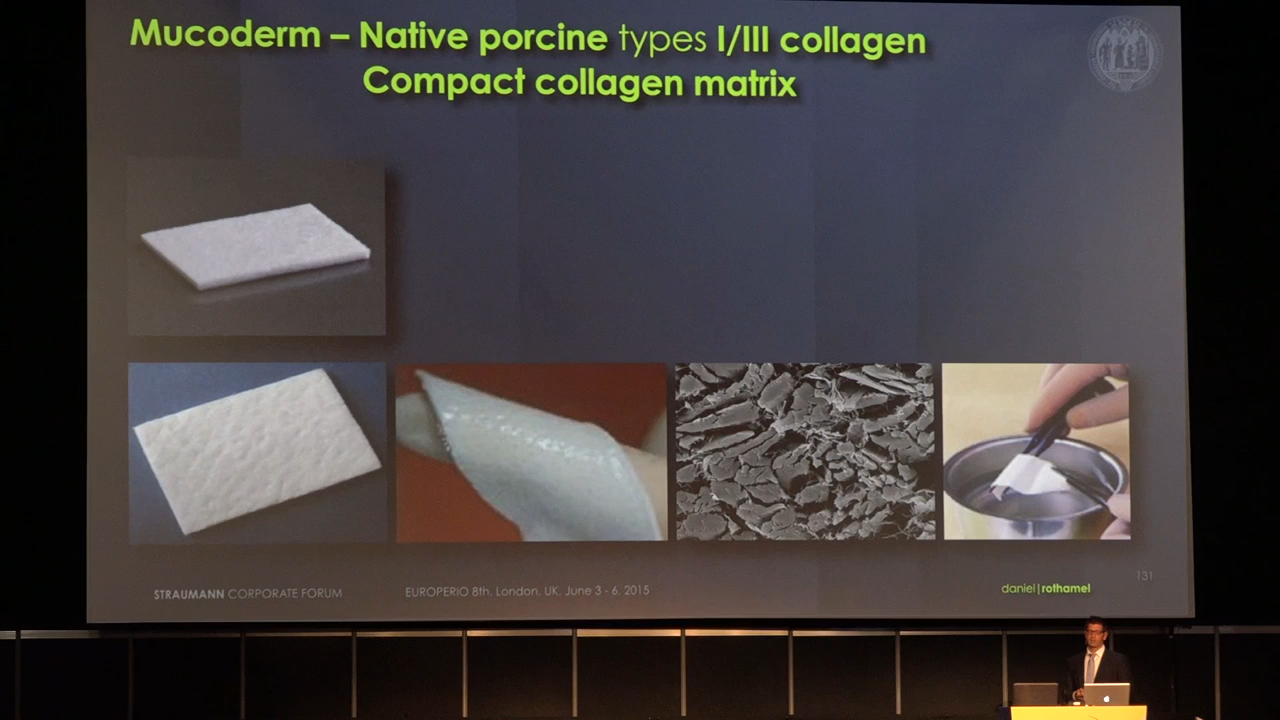 Mucoderm – Native porcine types I/III collagen
Compact collagen matrix
131
STRAUMANN CORPORATE FORUM
EUROPERIO 8th, London, UK, June 3 - 6, 2015
daniel|rothamel